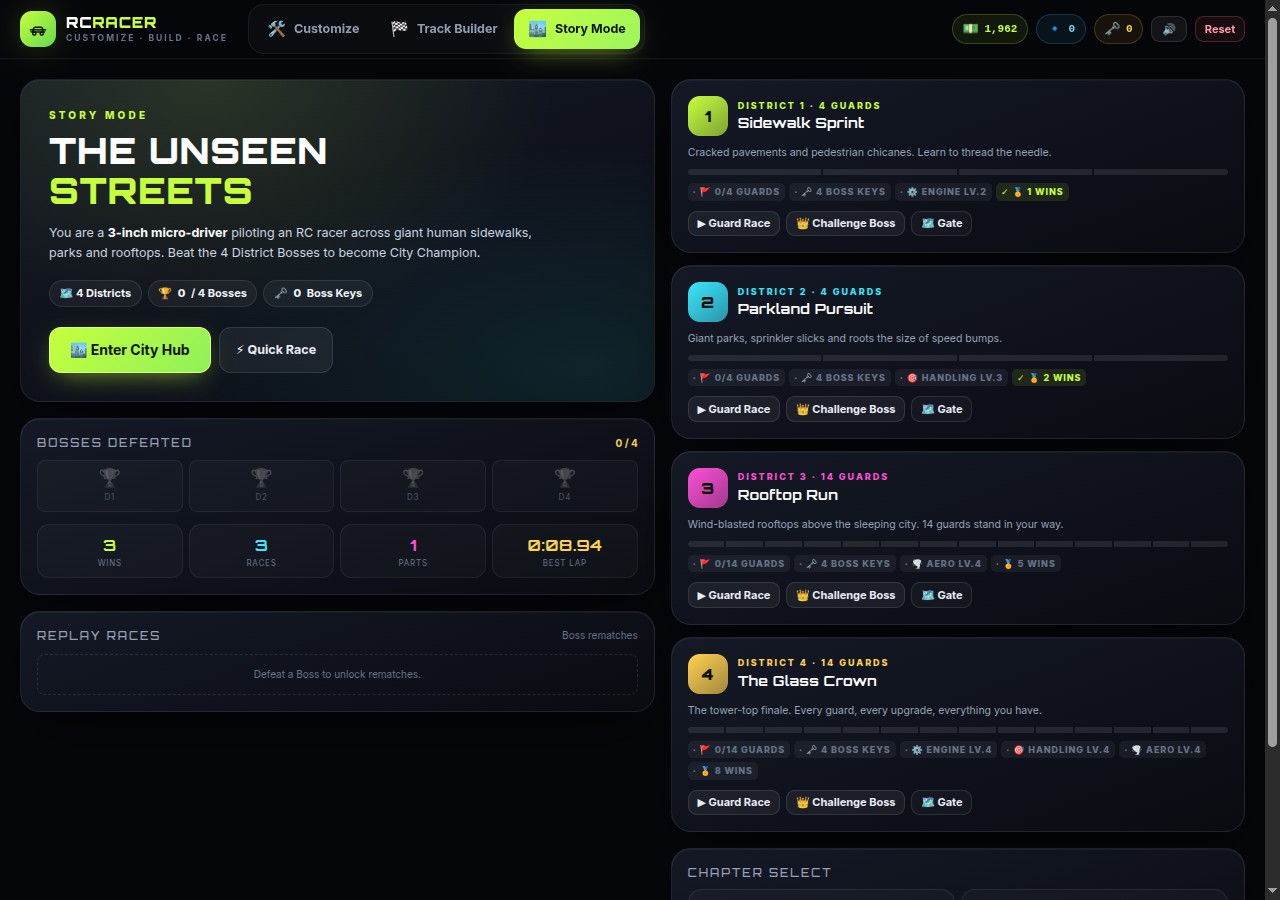 RCRACER
CUSTOMIZE · BUILD · RACE
🛠️ Customize
🏁 Track Builder
🏙️ Story Mode
💵 1,962
🔹 0
🗝️ 0
🔊
Reset
STORY MODE
THE UNSEEN
STREETS
You are a 3-inch micro-driver piloting an RC racer across giant human sidewalks,
parks and rooftops. Beat the 4 District Bosses to become City Champion.
🗺️ 4 Districts
🏆 0 / 4 Bosses
🗝️ 0 Boss Keys
🏙️ Enter City Hub
⚡ Quick Race
BOSSES DEFEATED
0 / 4
🏆 D1
🏆 D2
🏆 D3
🏆 D4
3
WINS
3
RACES
1
PARTS
0:08.94
BEST LAP
REPLAY RACES
Boss rematches
Defeat a Boss to unlock rematches.
1
DISTRICT 1 · 4 GUARDS
Sidewalk Sprint
Cracked pavements and pedestrian chicanes. Learn to thread the needle.
· 🚩 0/4 GUARDS
· 🗝️ 4 BOSS KEYS
· ⚙️ ENGINE LV.2
✓ 🏅 1 WINS
▶ Guard Race
👑 Challenge Boss
🗺️ Gate
2
DISTRICT 2 · 4 GUARDS
Parkland Pursuit
Giant parks, sprinkler slicks and roots the size of speed bumps.
· 🚩 0/4 GUARDS
· 🗝️ 4 BOSS KEYS
· 🎯 HANDLING LV.3
✓ 🏅 2 WINS
▶ Guard Race
👑 Challenge Boss
🗺️ Gate
3
DISTRICT 3 · 14 GUARDS
Rooftop Run
Wind-blasted rooftops above the sleeping city. 14 guards stand in your way.
· 🚩 0/14 GUARDS
· 🗝️ 4 BOSS KEYS
· 🌪️ AERO LV.4
· 🏅 5 WINS
▶ Guard Race
👑 Challenge Boss
🗺️ Gate
4
DISTRICT 4 · 14 GUARDS
The Glass Crown
The tower-top finale. Every guard, every upgrade, everything you have.
· 🚩 0/14 GUARDS
· 🗝️ 4 BOSS KEYS
· ⚙️ ENGINE LV.4
· 🎯 HANDLING LV.4
· 🌪️ AERO LV.4
· 🏅 8 WINS
▶ Guard Race
👑 Challenge Boss
🗺️ Gate
CHAPTER SELECT